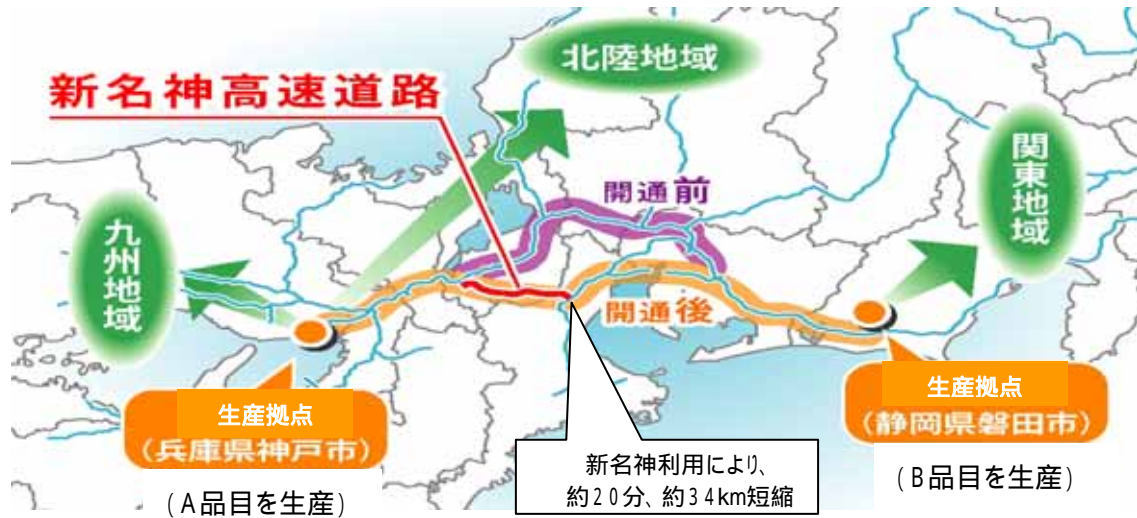 新名神高速道路
北陸地域
関東地域
九州地域
開通前
開通後
生産拠点
(兵庫県神戸市)
(A品目を生産)
新名神利用により、
約20分、約34km短縮
生産拠点
(静岡県磐田市)
(B品目を生産)